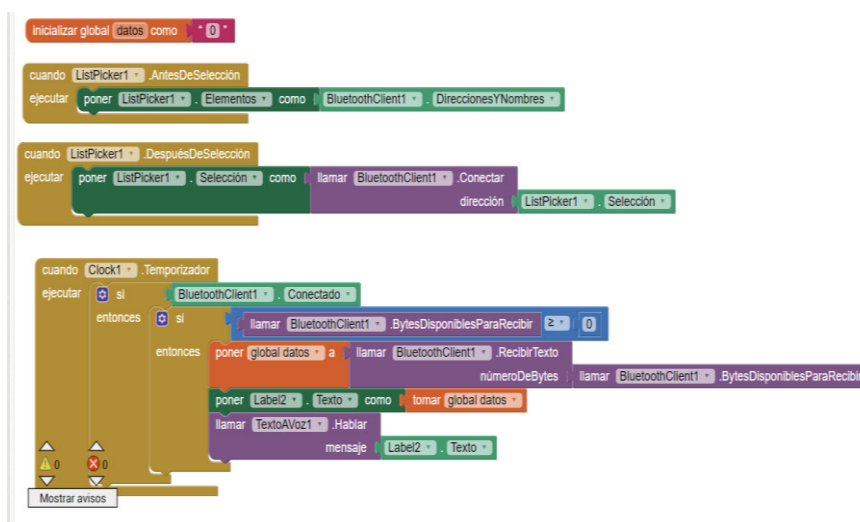 inicializar global datos como " 0 "
cuando ListPicker1 .AntesDeSelección
ejecutar poner ListPicker1 . Elementos como BluetoothClient1 . DireccionesYNombres
cuando ListPicker1 .DespuésDeSelección
ejecutar poner ListPicker1 . Selección como llamar BluetoothClient1 .Conectar
dirección ListPicker1 . Selección
cuando Clock1 .Temporizador
ejecutar si BluetoothClient1 . Conectado
entonces si llamar BluetoothClient1 .BytesDisponiblesParaRecibir ≥ 0
entonces poner global datos a llamar BluetoothClient1 .RecibirTexto
númeroDeBytes llamar BluetoothClient1 .BytesDisponiblesParaRecibir
poner Label2 . Texto como tomar global datos
llamar TextoAVoz1 .Hablar
mensaje Label2 . Texto
0 0
Mostrar avisos